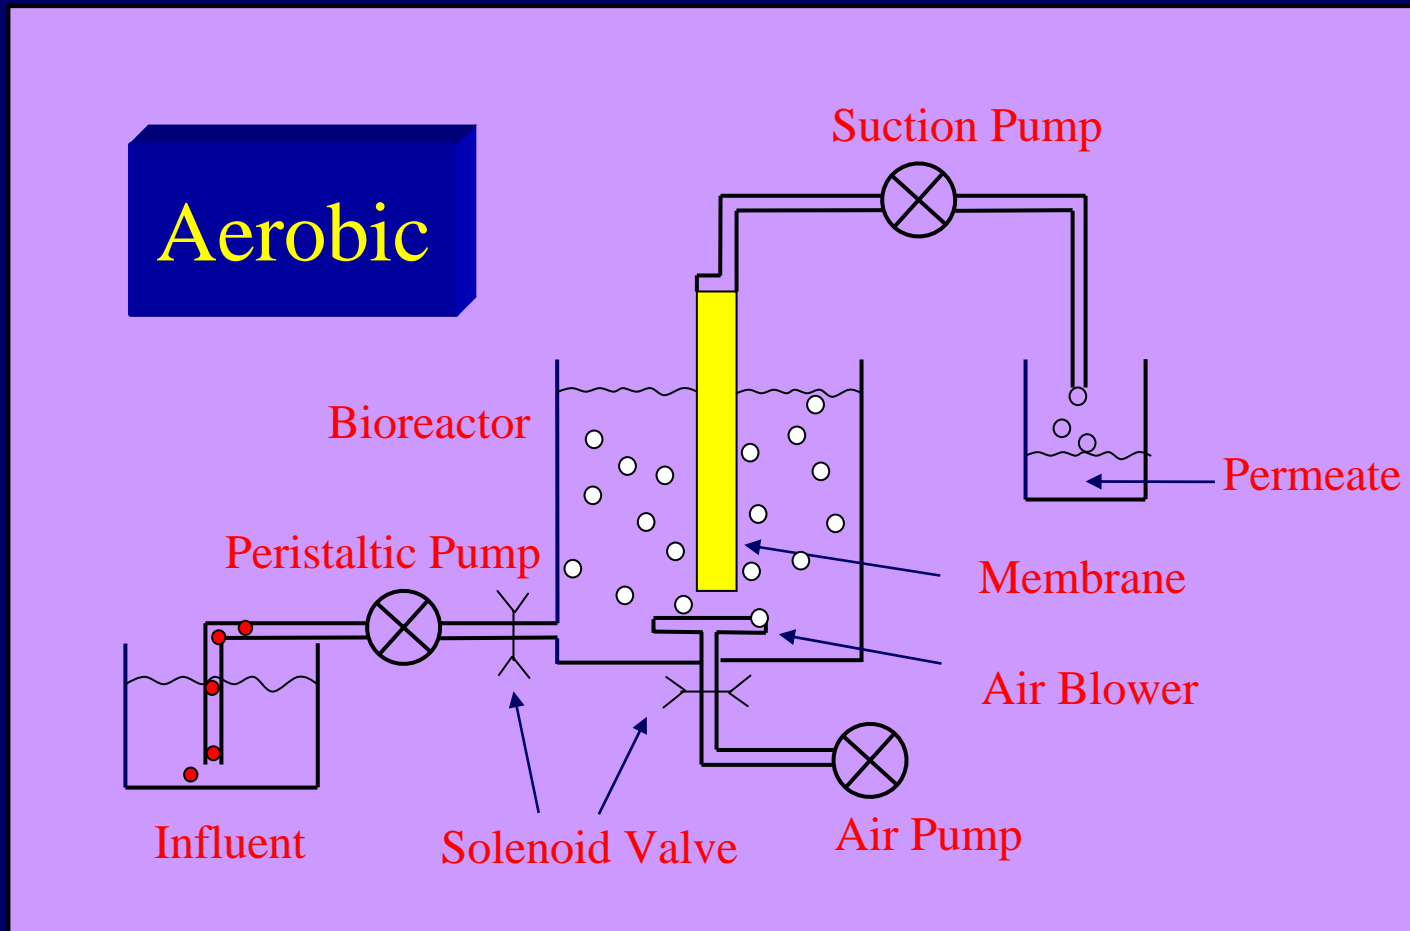 Suction Pump
Aerobic
Bioreactor
Permeate
Peristaltic Pump
Membrane
Air Blower
Influent
Solenoid Valve
Air Pump